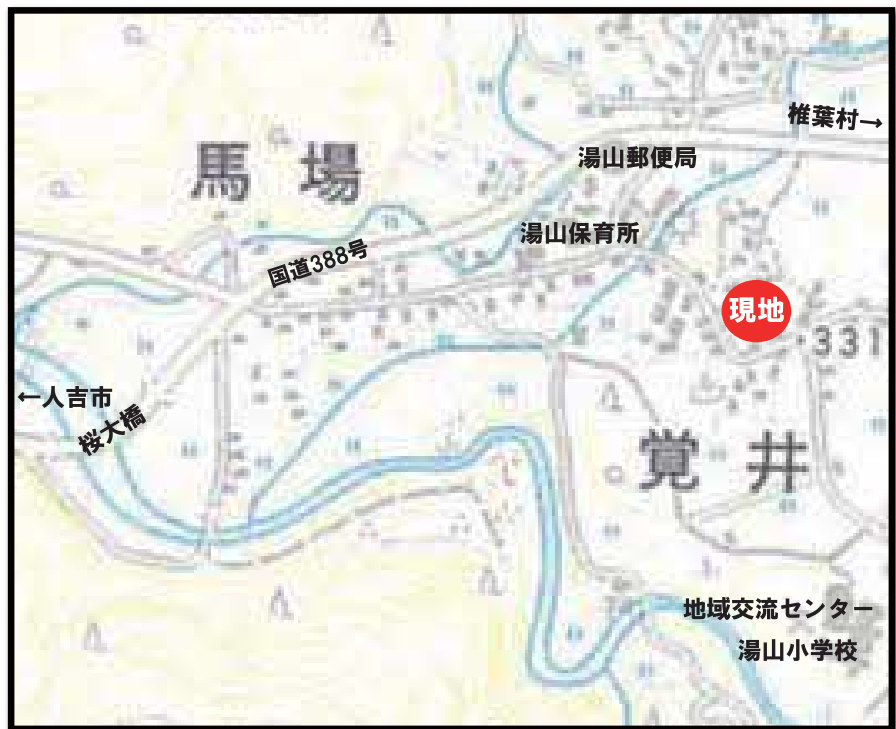 椎葉村→
湯山郵便局
馬場
湯山保育所
国道388号
現地
331
←人吉市
桜大橋
覚井
地域交流センター
湯山小学校